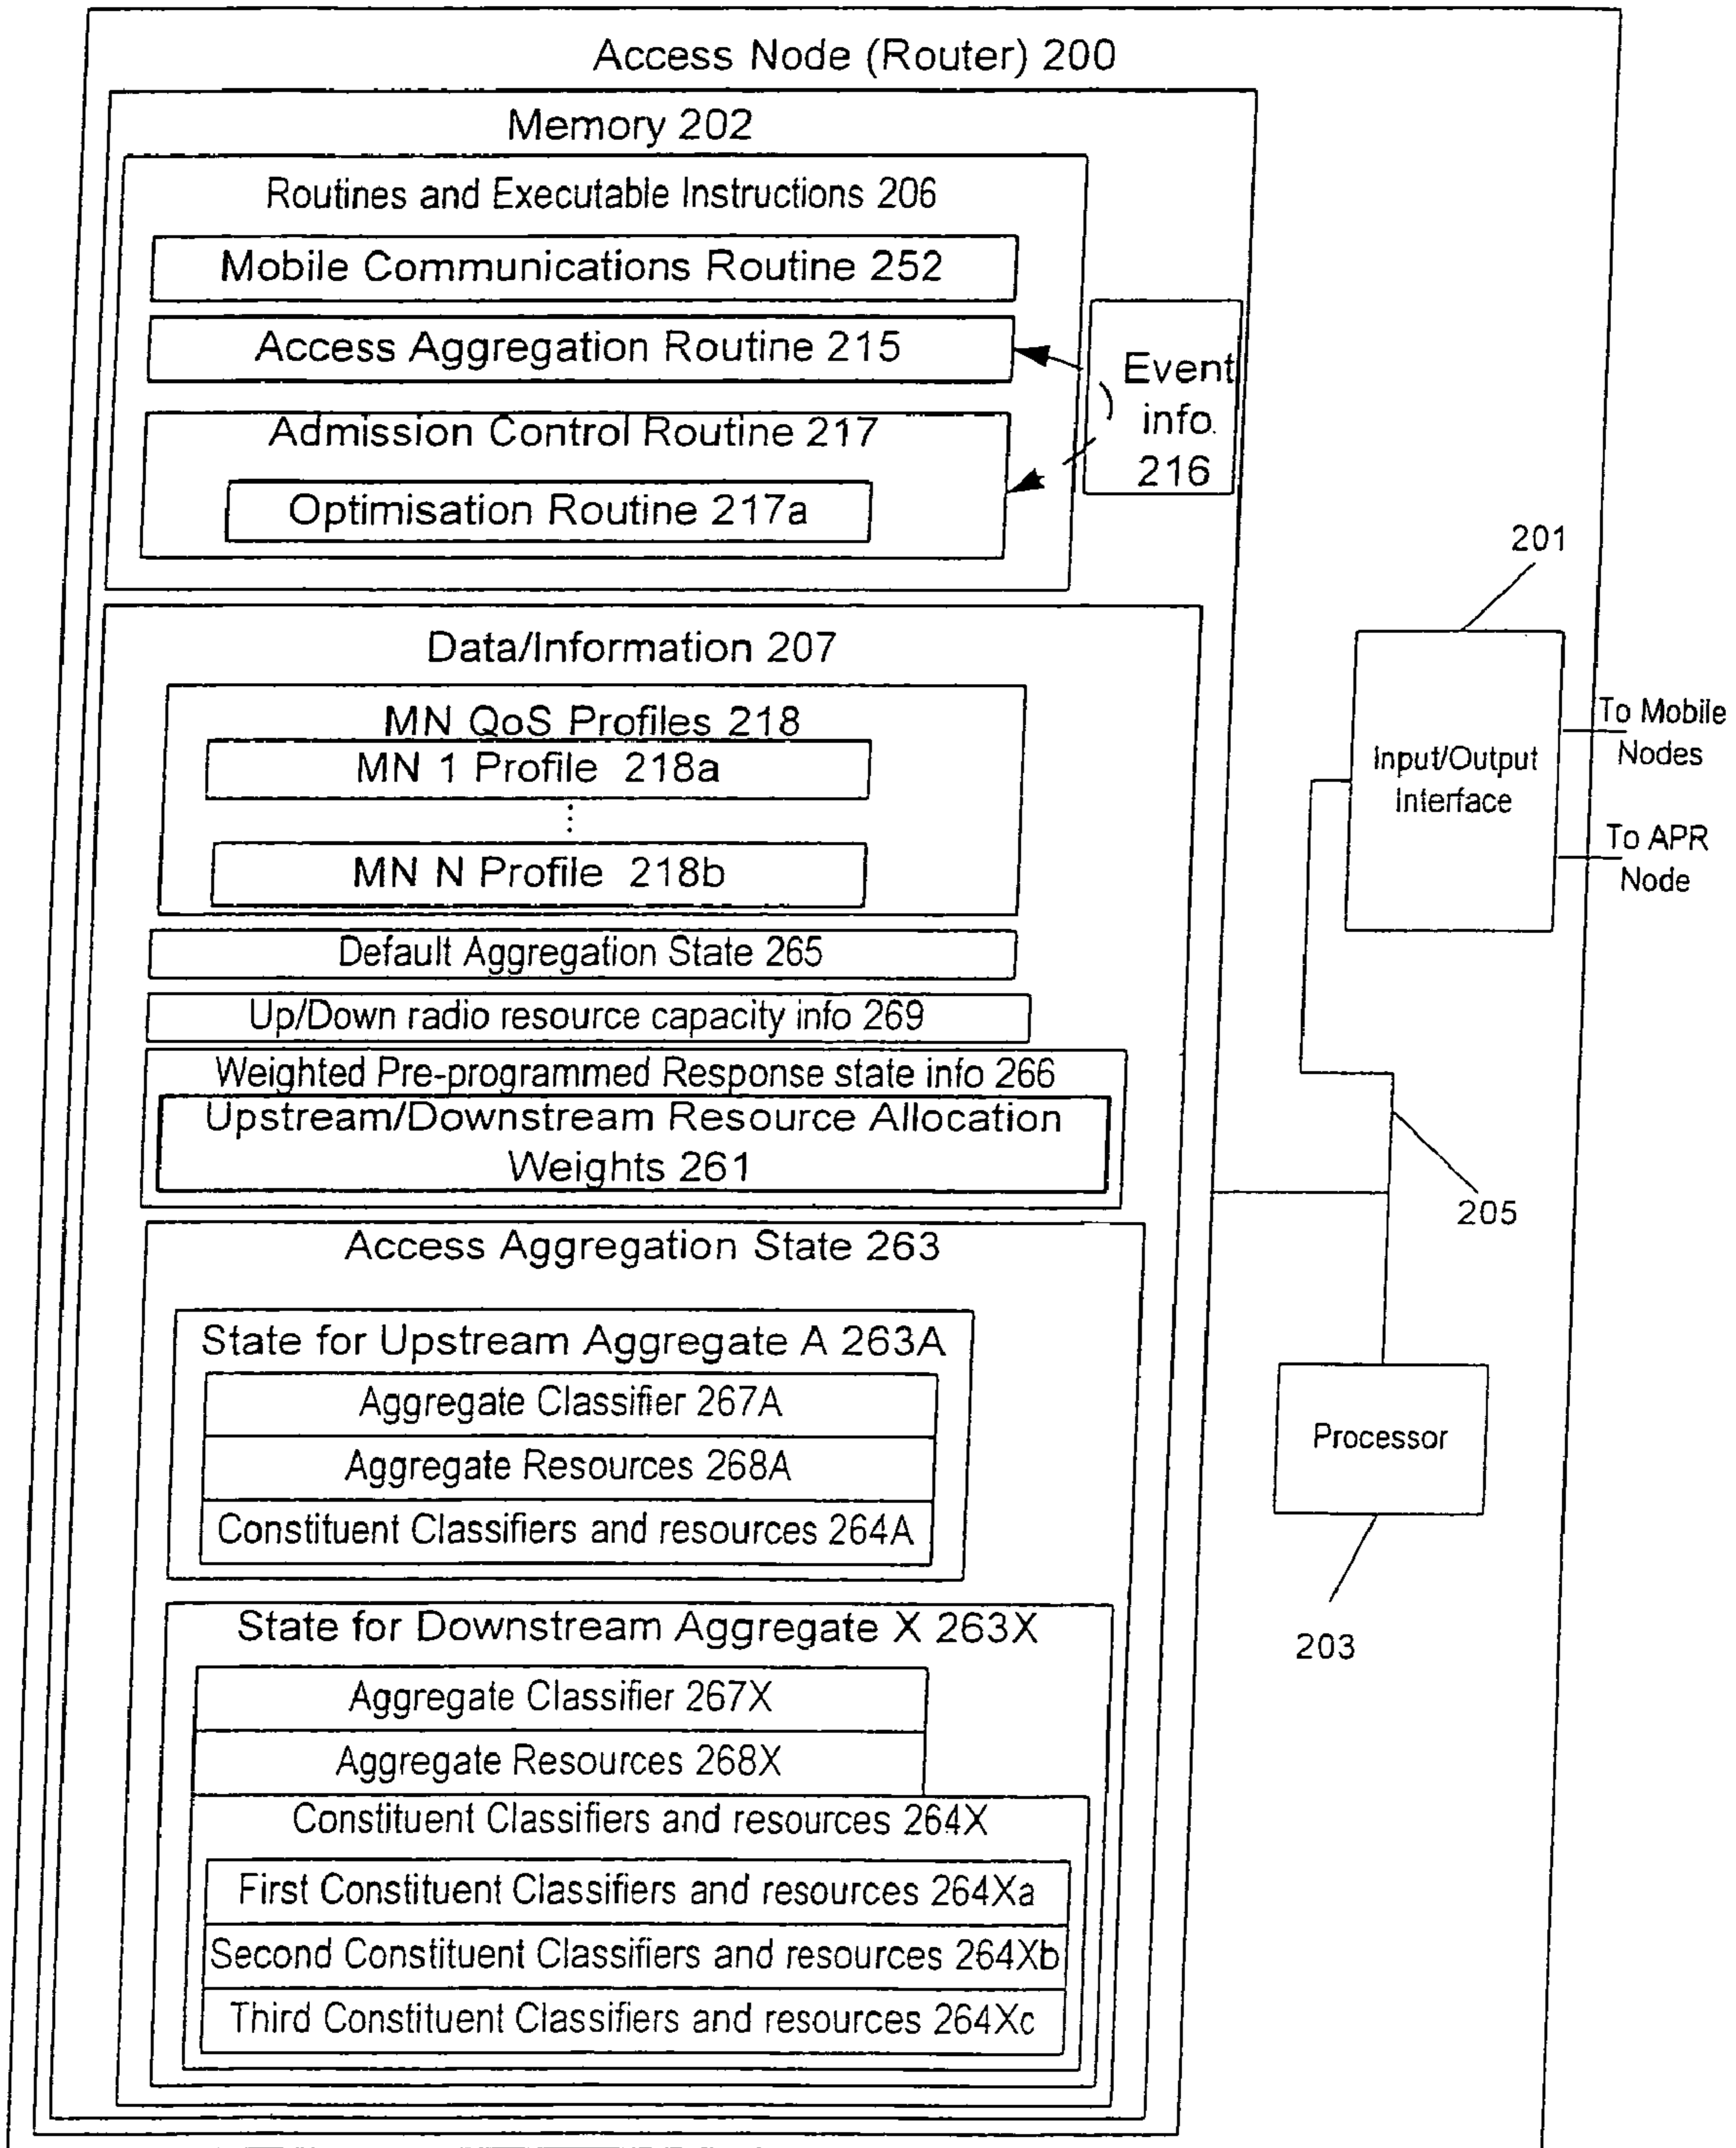 Access Node (Router) 200
Memory 202
Routines and Executable Instructions 206
Mobile Communications Routine 252
Access Aggregation Routine 215
Admission Control Routine 217
Optimisation Routine 217a
Event
info.
216
Data/Information 207
MN QoS Profiles 218
MN 1 Profile 218a
MN N Profile 218b
Default Aggregation State 265
Up/Down radio resource capacity info 269
Weighted Pre-programmed Response state info 266
Upstream/Downstream Resource Allocation
Weights 261
Access Aggregation State 263
State for Upstream Aggregate A 263A
Aggregate Classifier 267A
Aggregate Resources 268A
Constituent Classifiers and resources 264A
State for Downstream Aggregate X 263X
Aggregate Classifier 267X
Aggregate Resources 268X
Constituent Classifiers and resources 264X
First Constituent Classifiers and resources 264Xa
Second Constituent Classifiers and resources 264Xb
Third Constituent Classifiers and resources 264Xc
201
Input/Output
Interface
To Mobile
Nodes
To APR
Node
205
Processor
203